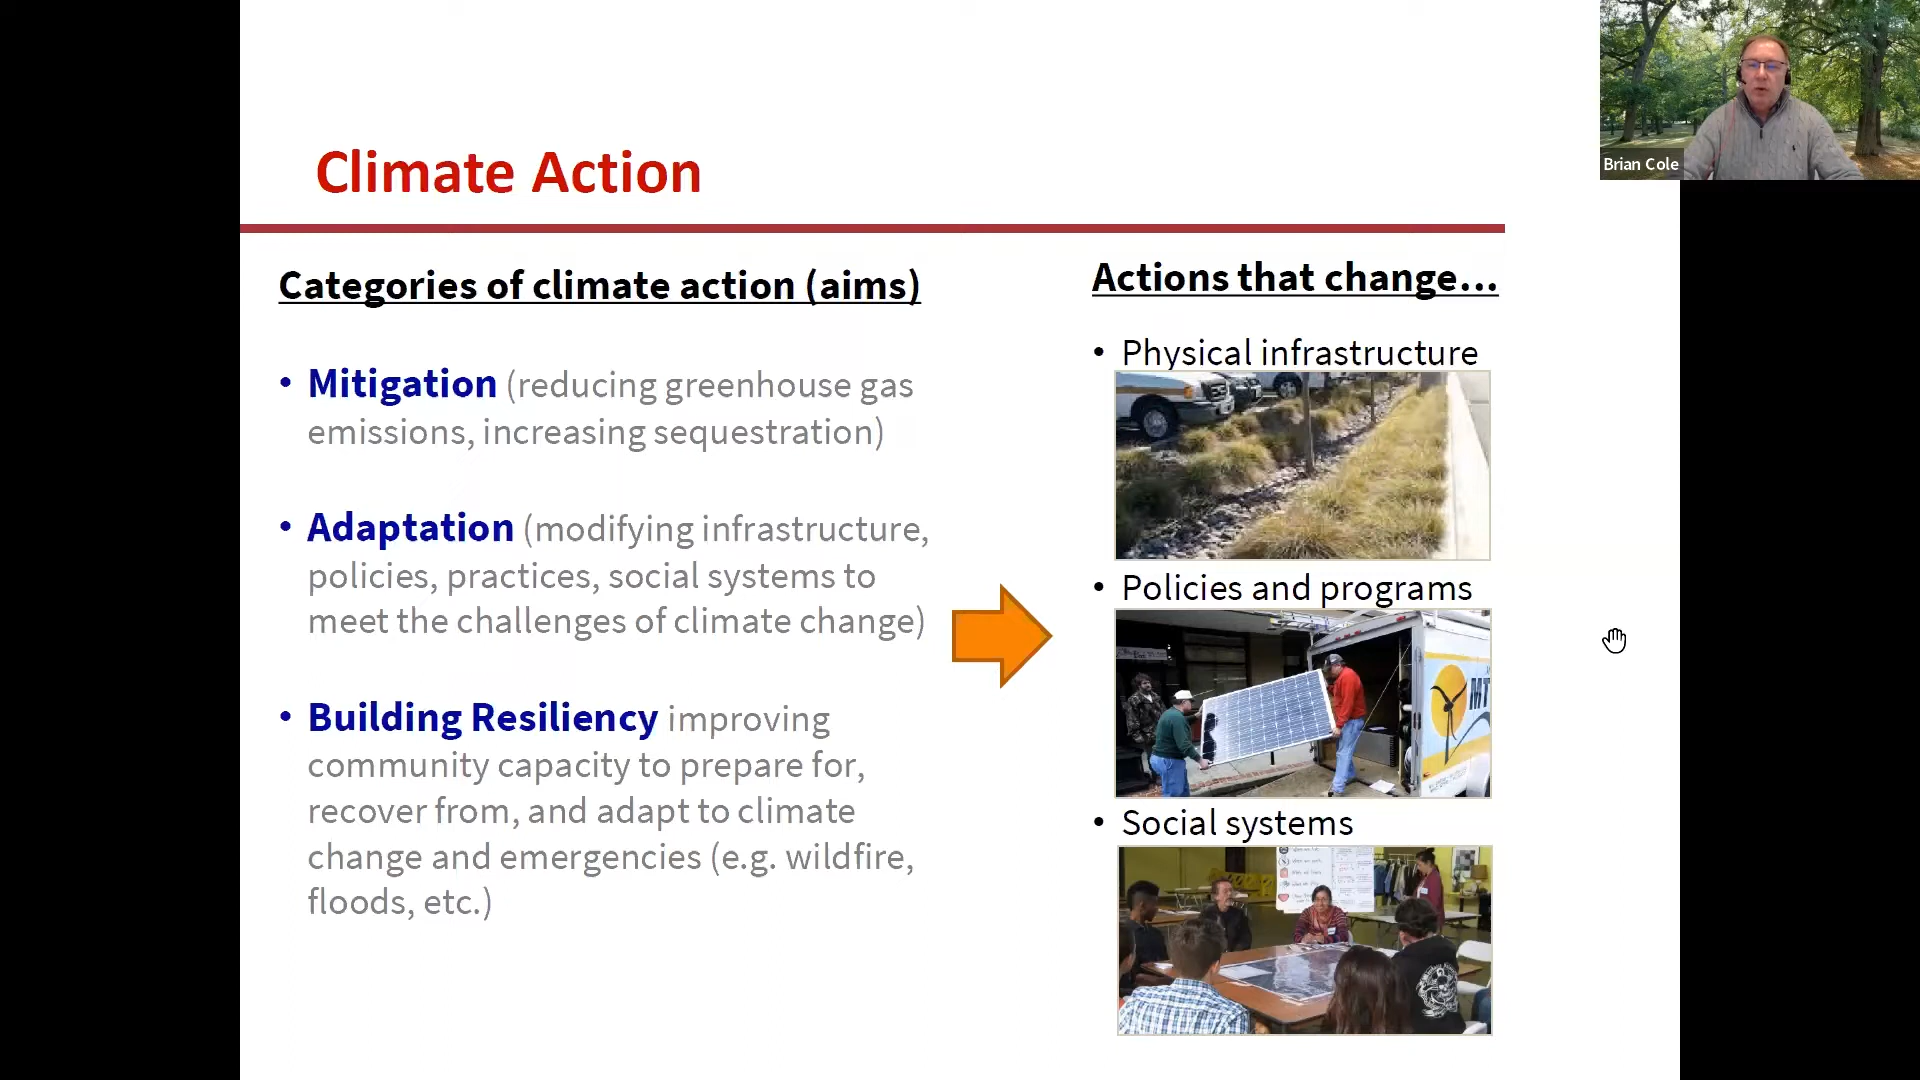 Climate Action
Brian Cole
Categories of climate action (aims)
• Mitigation (reducing greenhouse gas
emissions, increasing sequestration)
• Adaptation (modifying infrastructure,
policies, practices, social systems to
meet the challenges of climate change)
• Building Resiliency improving
community capacity to prepare for,
recover from, and adapt to climate
change and emergencies (e.g. wildfire,
floods, etc.)
Actions that change...
• Physical infrastructure
• Policies and programs
MT
• Social systems